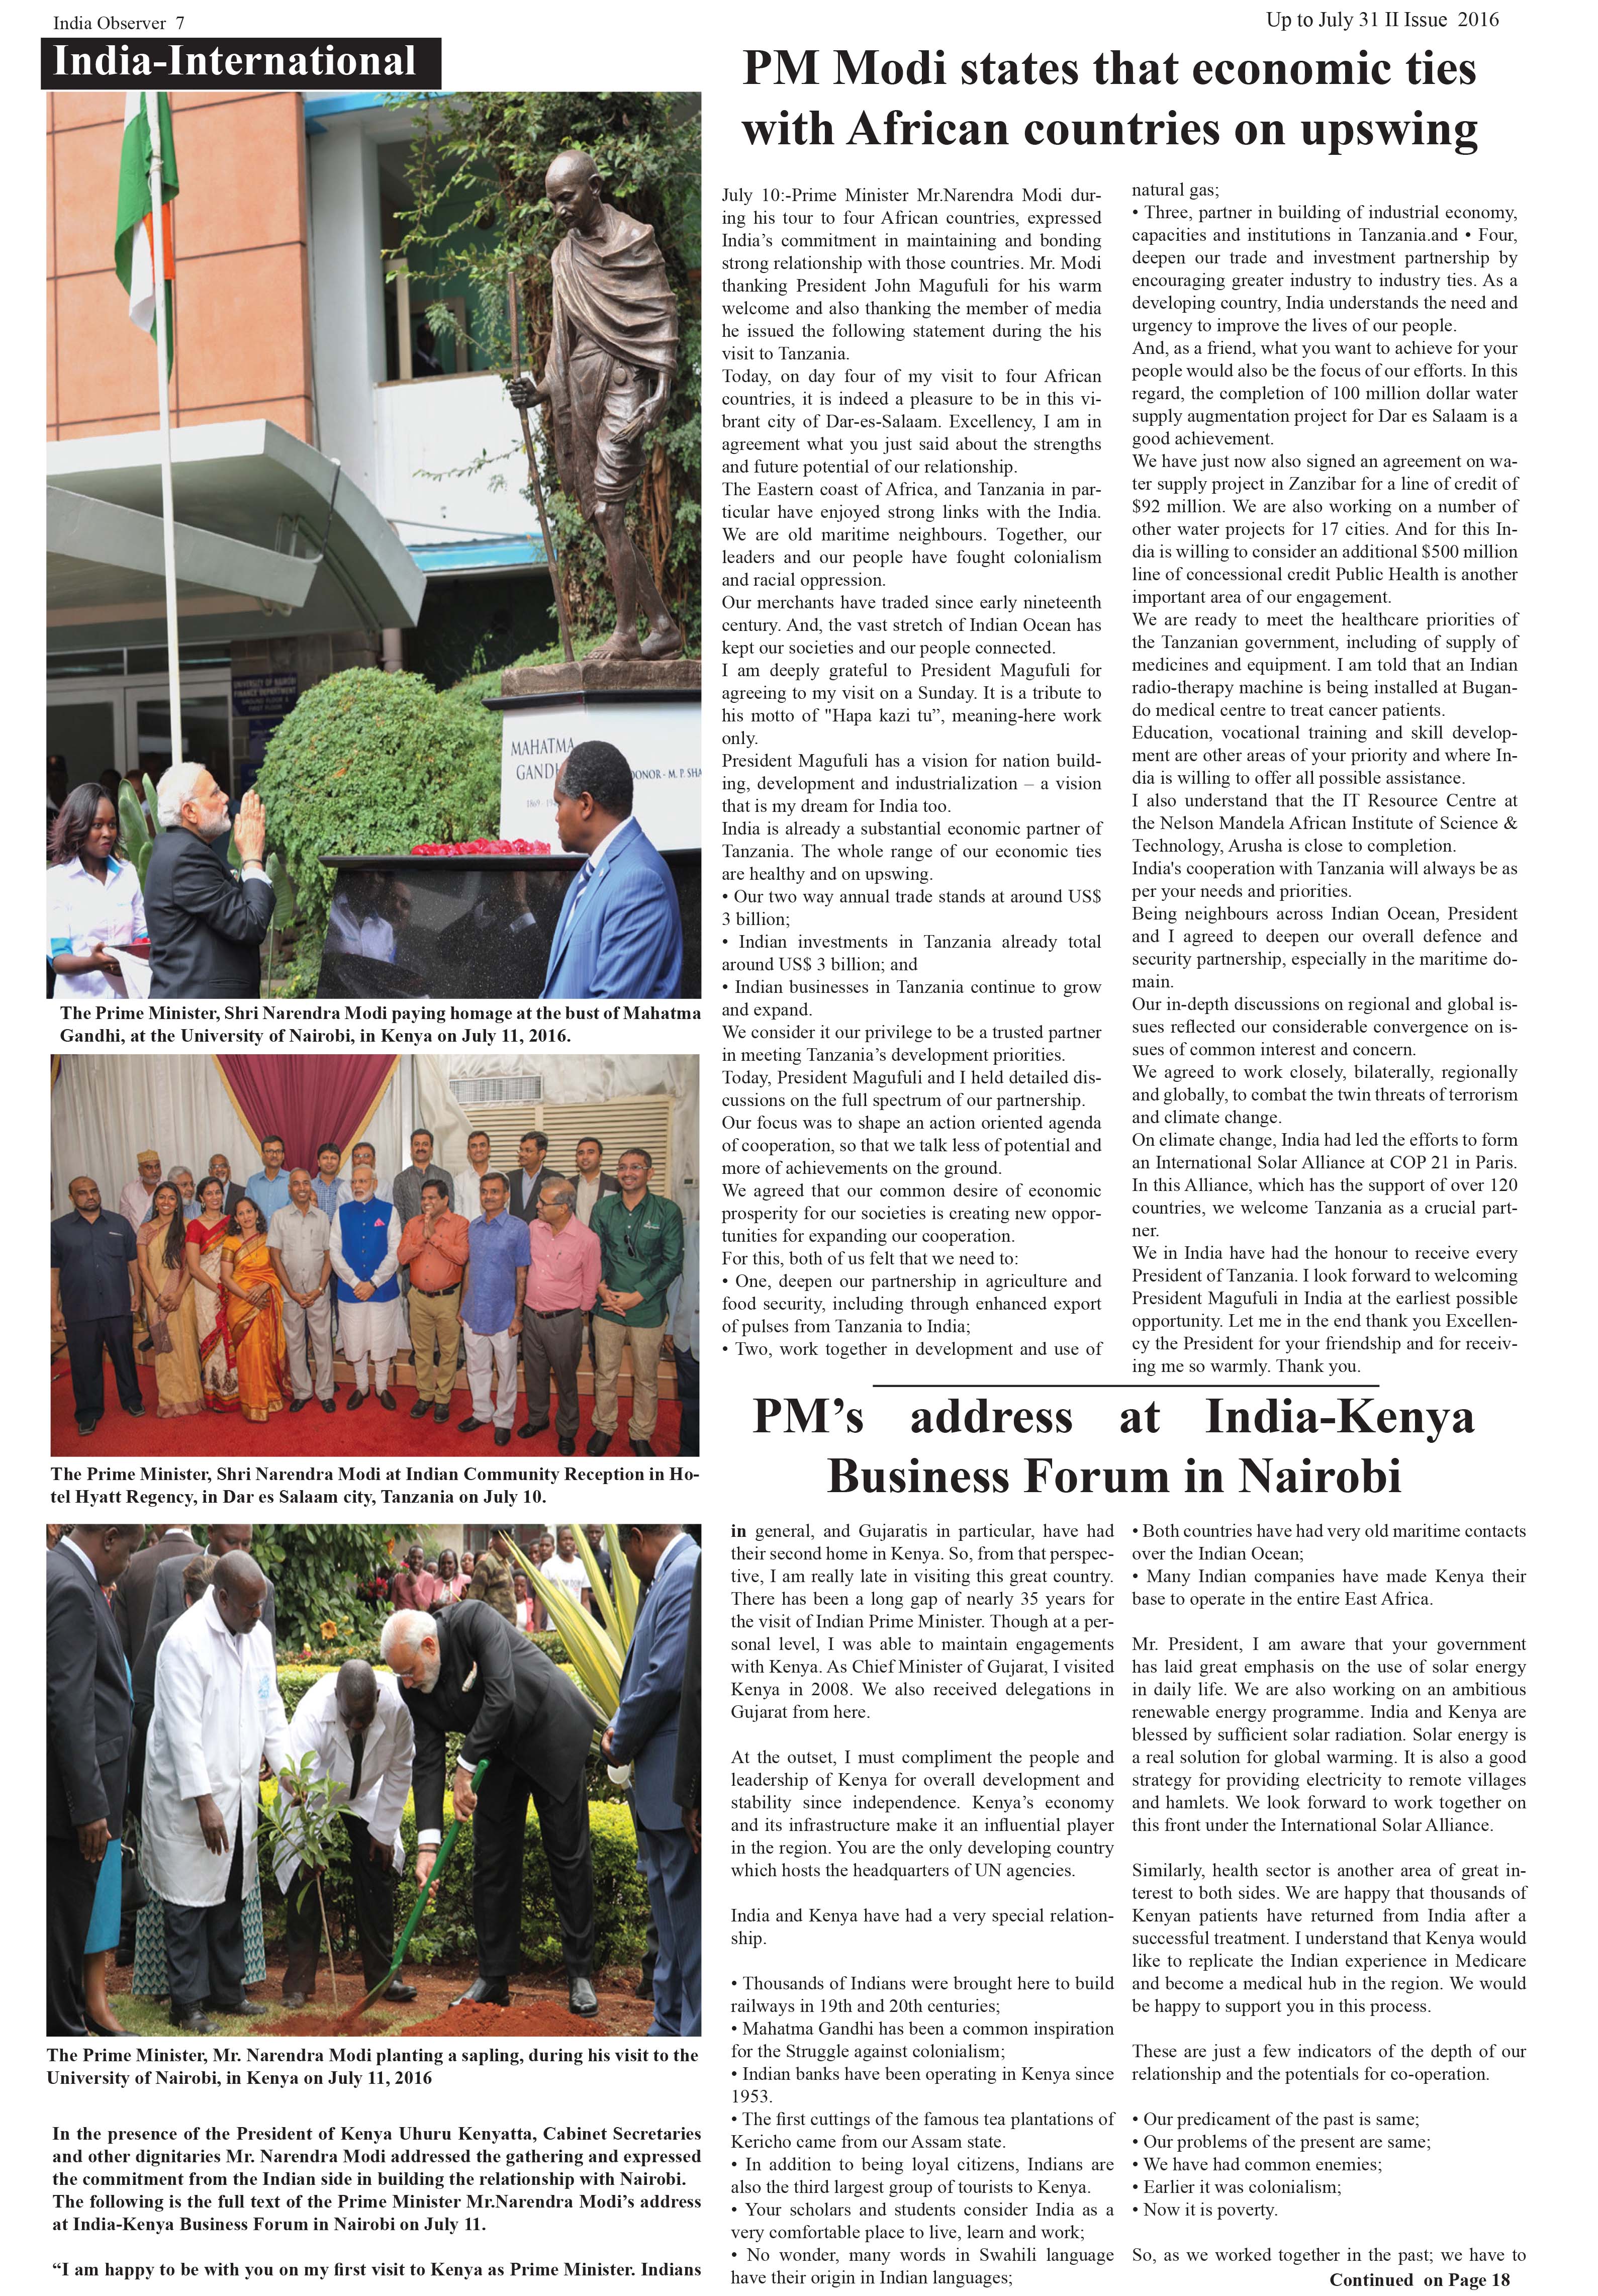 India Observer 7
Up to July 31 II Issue 2016
India-International
UNIVERSITY OF NAIROBI
FINANCE DEPARTMENT
MAHATMA
GANDHI
DONOR - M. P. SHA
The Prime Minister, Shri Narendra Modi paying homage at the bust of Mahatma
Gandhi, at the University of Nairobi, in Kenya on July 11, 2016.
The Prime Minister, Shri Narendra Modi at Indian Community Reception in Ho-
tel Hyatt Regency, in Dar es Salaam city, Tanzania on July 10.
The Prime Minister, Mr. Narendra Modi planting a sapling, during his visit to the
University of Nairobi, in Kenya on July 11, 2016
PM Modi states that economic ties
with African countries on upswing
July 10:-Prime Minister Mr.Narendra Modi dur-
ing his tour to four African countries, expressed
India’s commitment in maintaining and bonding
strong relationship with those countries. Mr. Modi
thanking President John Magufuli for his warm
welcome and also thanking the member of media
he issued the following statement during the his
visit to Tanzania.
Today, on day four of my visit to four African
countries, it is indeed a pleasure to be in this vi-
brant city of Dar-es-Salaam. Excellency, I am in
agreement what you just said about the strengths
and future potential of our relationship.
The Eastern coast of Africa, and Tanzania in par-
ticular have enjoyed strong links with the India.
We are old maritime neighbours. Together, our
leaders and our people have fought colonialism
and racial oppression.
Our merchants have traded since early nineteenth
century. And, the vast stretch of Indian Ocean has
kept our societies and our people connected.
I am deeply grateful to President Magufuli for
agreeing to my visit on a Sunday. It is a tribute to
his motto of "Hapa kazi tu”, meaning-here work
only.
President Magufuli has a vision for nation build-
ing, development and industrialization – a vision
that is my dream for India too.
India is already a substantial economic partner of
Tanzania. The whole range of our economic ties
are healthy and on upswing.
• Our two way annual trade stands at around US$
3 billion;
• Indian investments in Tanzania already total
around US$ 3 billion; and
• Indian businesses in Tanzania continue to grow
and expand.
We consider it our privilege to be a trusted partner
in meeting Tanzania’s development priorities.
Today, President Magufuli and I held detailed dis-
cussions on the full spectrum of our partnership.
Our focus was to shape an action oriented agenda
of cooperation, so that we talk less of potential and
more of achievements on the ground.
We agreed that our common desire of economic
prosperity for our societies is creating new oppor-
tunities for expanding our cooperation.
For this, both of us felt that we need to:
• One, deepen our partnership in agriculture and
food security, including through enhanced export
of pulses from Tanzania to India;
• Two, work together in development and use of
natural gas;
• Three, partner in building of industrial economy,
capacities and institutions in Tanzania.and • Four,
deepen our trade and investment partnership by
encouraging greater industry to industry ties. As a
developing country, India understands the need and
urgency to improve the lives of our people.
And, as a friend, what you want to achieve for your
people would also be the focus of our efforts. In this
regard, the completion of 100 million dollar water
supply augmentation project for Dar es Salaam is a
good achievement.
We have just now also signed an agreement on wa-
ter supply project in Zanzibar for a line of credit of
$92 million. We are also working on a number of
other water projects for 17 cities. And for this In-
dia is willing to consider an additional $500 million
line of concessional credit Public Health is another
important area of our engagement.
We are ready to meet the healthcare priorities of
the Tanzanian government, including of supply of
medicines and equipment. I am told that an Indian
radio-therapy machine is being installed at Bugan-
do medical centre to treat cancer patients.
Education, vocational training and skill develop-
ment are other areas of your priority and where In-
dia is willing to offer all possible assistance.
I also understand that the IT Resource Centre at
the Nelson Mandela African Institute of Science &
Technology, Arusha is close to completion.
India's cooperation with Tanzania will always be as
per your needs and priorities.
Being neighbours across Indian Ocean, President
and I agreed to deepen our overall defence and
security partnership, especially in the maritime do-
main.
Our in-depth discussions on regional and global is-
sues reflected our considerable convergence on is-
sues of common interest and concern.
We agreed to work closely, bilaterally, regionally
and globally, to combat the twin threats of terrorism
and climate change.
On climate change, India had led the efforts to form
an International Solar Alliance at COP 21 in Paris.
In this Alliance, which has the support of over 120
countries, we welcome Tanzania as a crucial part-
ner.
We in India have had the honour to receive every
President of Tanzania. I look forward to welcoming
President Magufuli in India at the earliest possible
opportunity. Let me in the end thank you Excellen-
cy the President for your friendship and for receiv-
ing me so warmly. Thank you.
PM’s address at India-Kenya
Business Forum in Nairobi
In the presence of the President of Kenya Uhuru Kenyatta, Cabinet Secretaries
and other dignitaries Mr. Narendra Modi addressed the gathering and expressed
the commitment from the Indian side in building the relationship with Nairobi.
The following is the full text of the Prime Minister Mr.Narendra Modi’s address
at India-Kenya Business Forum in Nairobi on July 11.
“I am happy to be with you on my first visit to Kenya as Prime Minister. Indians
in general, and Gujaratis in particular, have had
their second home in Kenya. So, from that perspec-
tive, I am really late in visiting this great country.
There has been a long gap of nearly 35 years for
the visit of Indian Prime Minister. Though at a per-
sonal level, I was able to maintain engagements
with Kenya. As Chief Minister of Gujarat, I visited
Kenya in 2008. We also received delegations in
Gujarat from here.
At the outset, I must compliment the people and
leadership of Kenya for overall development and
stability since independence. Kenya’s economy
and its infrastructure make it an influential player
in the region. You are the only developing country
which hosts the headquarters of UN agencies.
India and Kenya have had a very special relation-
ship.
• Thousands of Indians were brought here to build
railways in 19th and 20th centuries;
• Mahatma Gandhi has been a common inspiration
for the Struggle against colonialism;
• Indian banks have been operating in Kenya since
1953.
• The first cuttings of the famous tea plantations of
Kericho came from our Assam state.
• In addition to being loyal citizens, Indians are
also the third largest group of tourists to Kenya.
• Your scholars and students consider India as a
very comfortable place to live, learn and work;
• No wonder, many words in Swahili language
have their origin in Indian languages;
• Both countries have had very old maritime contacts
over the Indian Ocean;
• Many Indian companies have made Kenya their
base to operate in the entire East Africa.
Mr. President, I am aware that your government
has laid great emphasis on the use of solar energy
in daily life. We are also working on an ambitious
renewable energy programme. India and Kenya are
blessed by sufficient solar radiation. Solar energy is
a real solution for global warming. It is also a good
strategy for providing electricity to remote villages
and hamlets. We look forward to work together on
this front under the International Solar Alliance.
Similarly, health sector is another area of great in-
terest to both sides. We are happy that thousands of
Kenyan patients have returned from India after a
successful treatment. I understand that Kenya would
like to replicate the Indian experience in Medicare
and become a medical hub in the region. We would
be happy to support you in this process.
These are just a few indicators of the depth of our
relationship and the potentials for co-operation.
• Our predicament of the past is same;
• Our problems of the present are same;
• We have had common enemies;
• Earlier it was colonialism;
• Now it is poverty.
So, as we worked together in the past; we have to
Continued on Page 18